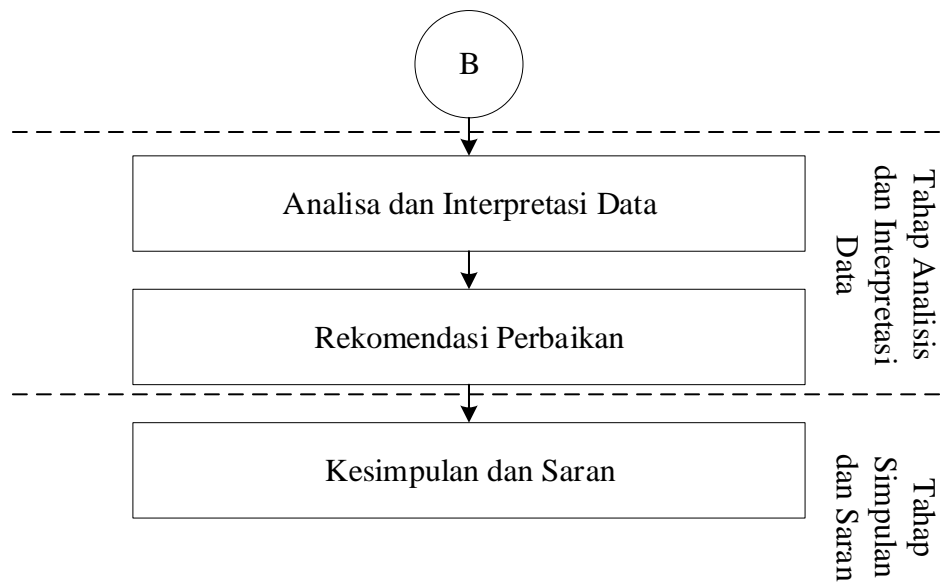 B
Analisa dan Interpretasi Data
Tahap Analisis
dan Interpretasi
Data
Rekomendasi Perbaikan
Kesimpulan dan Saran
Tahap
Simpulan
dan Saran